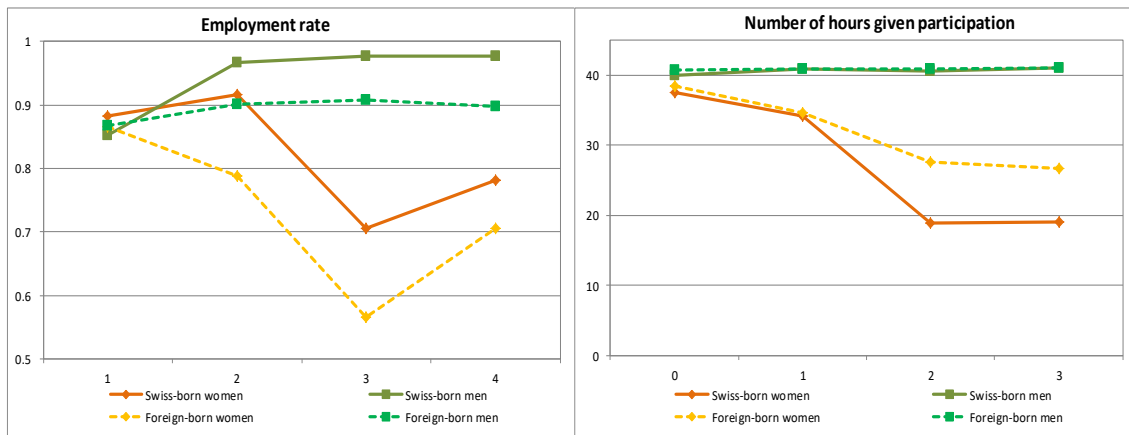 Employment rate
1
0.9
0.8
0.7
0.6
0.5
1 2 3 4
Swiss-born women Swiss-born men
Foreign-born women Foreign-born men
Number of hours given participation
40
30
20
10
0
0 1 2 3
Swiss-born women Swiss-born men
Foreign-born women Foreign-born men